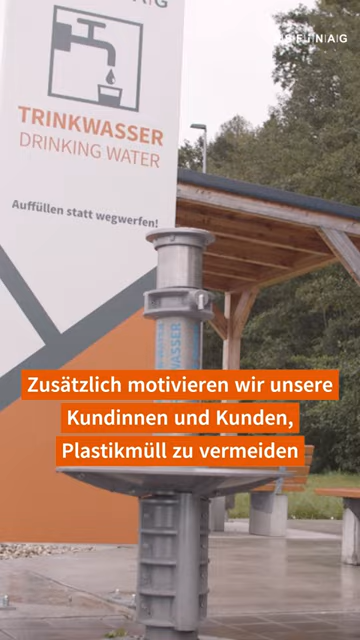 TRINKWASSER
DRINKING WATER
Auffüllen statt wegwerfen!
WASSER
Zusätzlich motivieren wir unsere
Kundinnen und Kunden,
Plastikmüll zu vermeiden